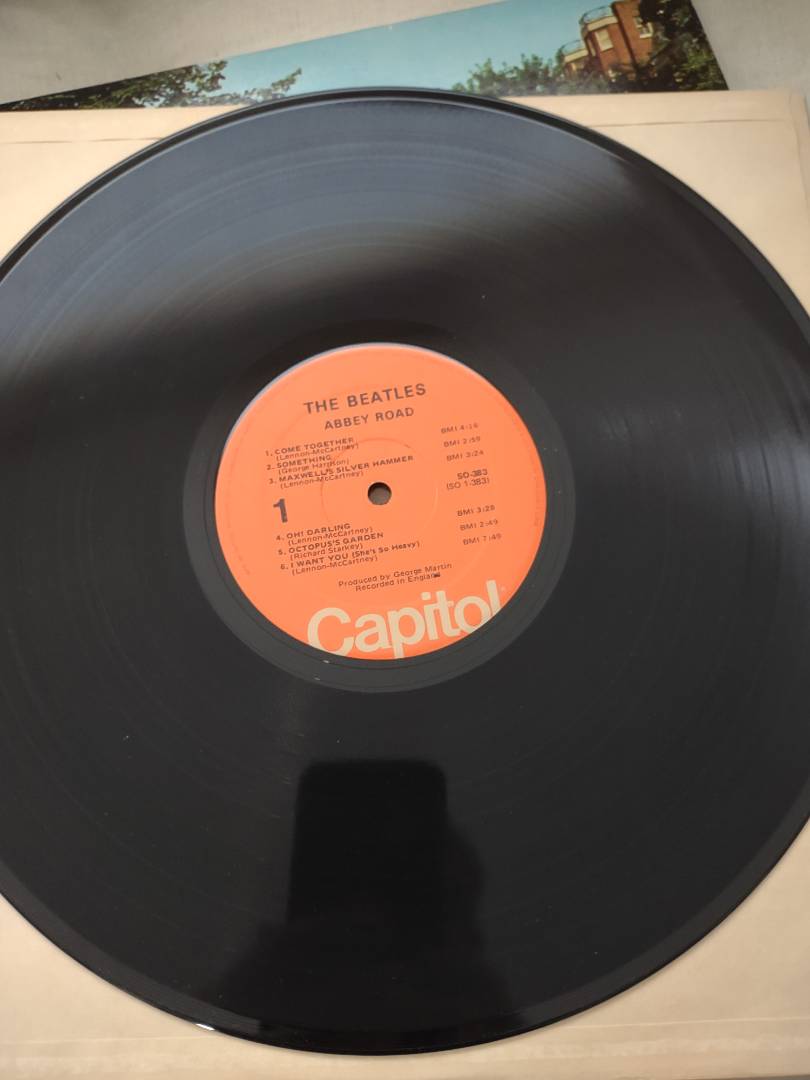 THE BEATLES
ABBEY ROAD
1. COME TOGETHER BMI 4:16
(Lennon-McCartney)
2. SOMETHING BMI 2:59
(George Harrison)
3. MAXWELL'S SILVER HAMMER BMI 3:24
(Lennon-McCartney)
SO-383
(SO 1-383)
1
4. OH! DARLING BMI 3:28
(Lennon-McCartney)
5. OCTOPUS'S GARDEN BMI 2:49
(Richard Starkey)
6. I WANT YOU (She's So Heavy) BMI 7:49
(Lennon-McCartney)
Produced by George Martin
Recorded in England
Capitol